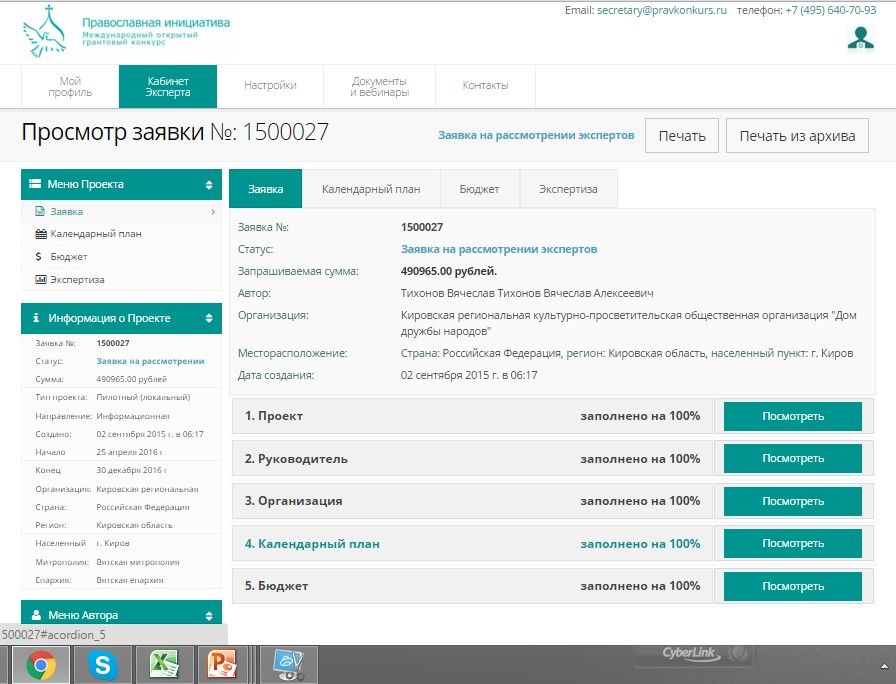 Православная инициатива
Международный открытый
грантовый конкурс
Email: secretary@pravkonkurs.ru телефон: +7 (495) 640-70-93
Мой
профиль
Кабинет
Эксперта
Настройки
Документы
и вебинары
Контакты
Просмотр заявки №: 1500027
Заявка на рассмотрении экспертов
Печать
Печать из архива
Меню Проекта
Заявка
Календарный план
Бюджет
Экспертиза
Информация о Проекте
Заявка №: 1500027
Статус: Заявка на рассмотрении
Сумма: 490965.00 рублей
Тип проекта: Пилотный (локальный)
Направление: Информационная
Создано: 02 сентября 2015 г. в 06:17
Начало 25 апреля 2016 г
Конец 30 декабря 2016 г
Организация: Кировская региональная
Страна: Российская Федерация
Регион: Кировская область
Населенный г. Киров
Митрополия: Вятская митрополия
Епархия: Вятская епархия
Меню Автора
Заявка Календарный план Бюджет Экспертиза
Заявка №: 1500027
Статус: Заявка на рассмотрении экспертов
Запрашиваемая сумма: 490965.00 рублей.
Автор: Тихонов Вячеслав Тихонов Вячеслав Алексеевич
Организация: Кировская региональная культурно-просветительская общественная организация "Дом
дружбы народов"
Месторасположение: Страна: Российская Федерация, регион: Кировская область, населенный пункт: г. Киров
Дата создания: 02 сентября 2015 г. в 06:17
1. Проект заполнено на 100% Посмотреть
2. Руководитель заполнено на 100% Посмотреть
3. Организация заполнено на 100% Посмотреть
4. Календарный план заполнено на 100% Посмотреть
5. Бюджет заполнено на 100% Посмотреть
500027#acordion_5
CyberLink